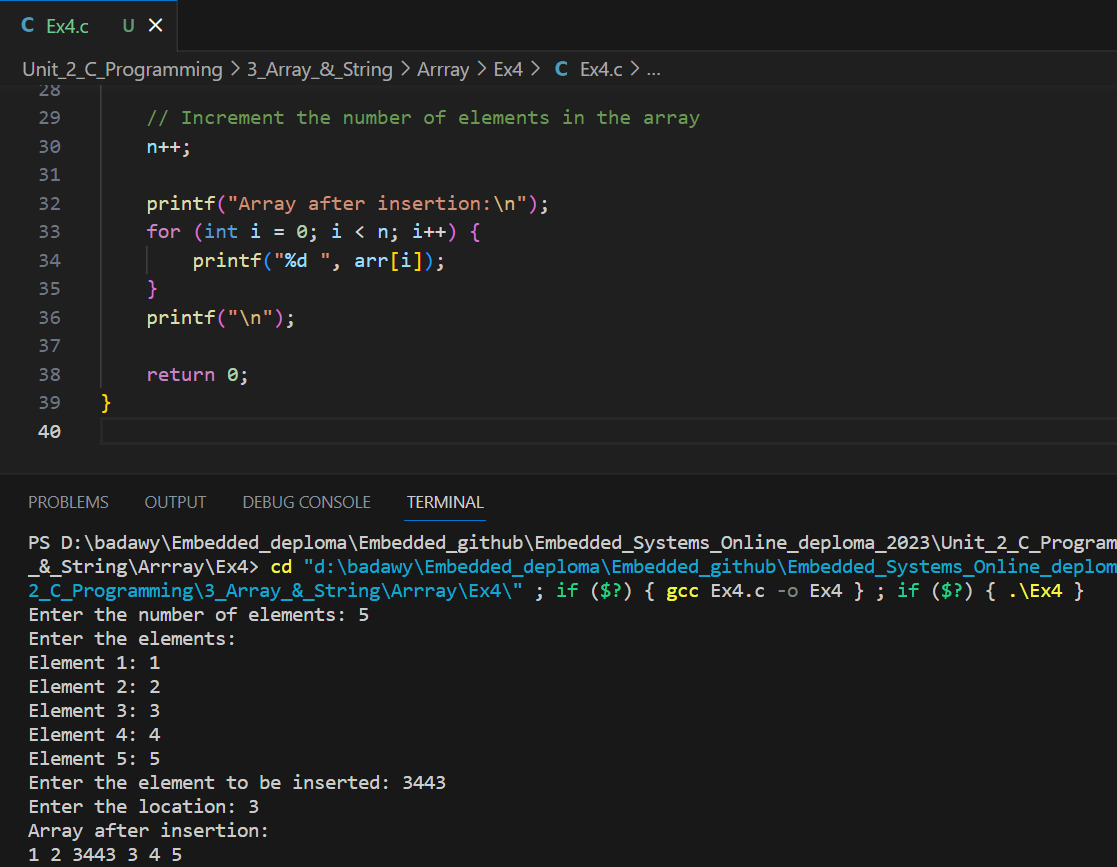 C Ex4.c U ×
Unit_2_C_Programming > 3_Array_&_String > Arrray > Ex4 > C Ex4.c > ...
28
29 // Increment the number of elements in the array
30 n++;
31
32 printf("Array after insertion:\n");
33 for (int i = 0; i < n; i++) {
34 printf("%d ", arr[i]);
35 }
36 printf("\n");
37
38 return 0;
39 }
40
PROBLEMS OUTPUT DEBUG CONSOLE TERMINAL
PS D:\badawy\Embedded_deploma\Embedded_github\Embedded_Systems_Online_deploma_2023\Unit_2_C_Program
_&_String\Arrray\Ex4> cd "d:\badawy\Embedded_deploma\Embedded_github\Embedded_Systems_Online_deplom
2_C_Programming\3_Array_&_String\Arrray\Ex4\" ; if ($?) { gcc Ex4.c -o Ex4 } ; if ($?) { .\Ex4 }
Enter the number of elements: 5
Enter the elements:
Element 1: 1
Element 2: 2
Element 3: 3
Element 4: 4
Element 5: 5
Enter the element to be inserted: 3443
Enter the location: 3
Array after insertion:
1 2 3443 3 4 5